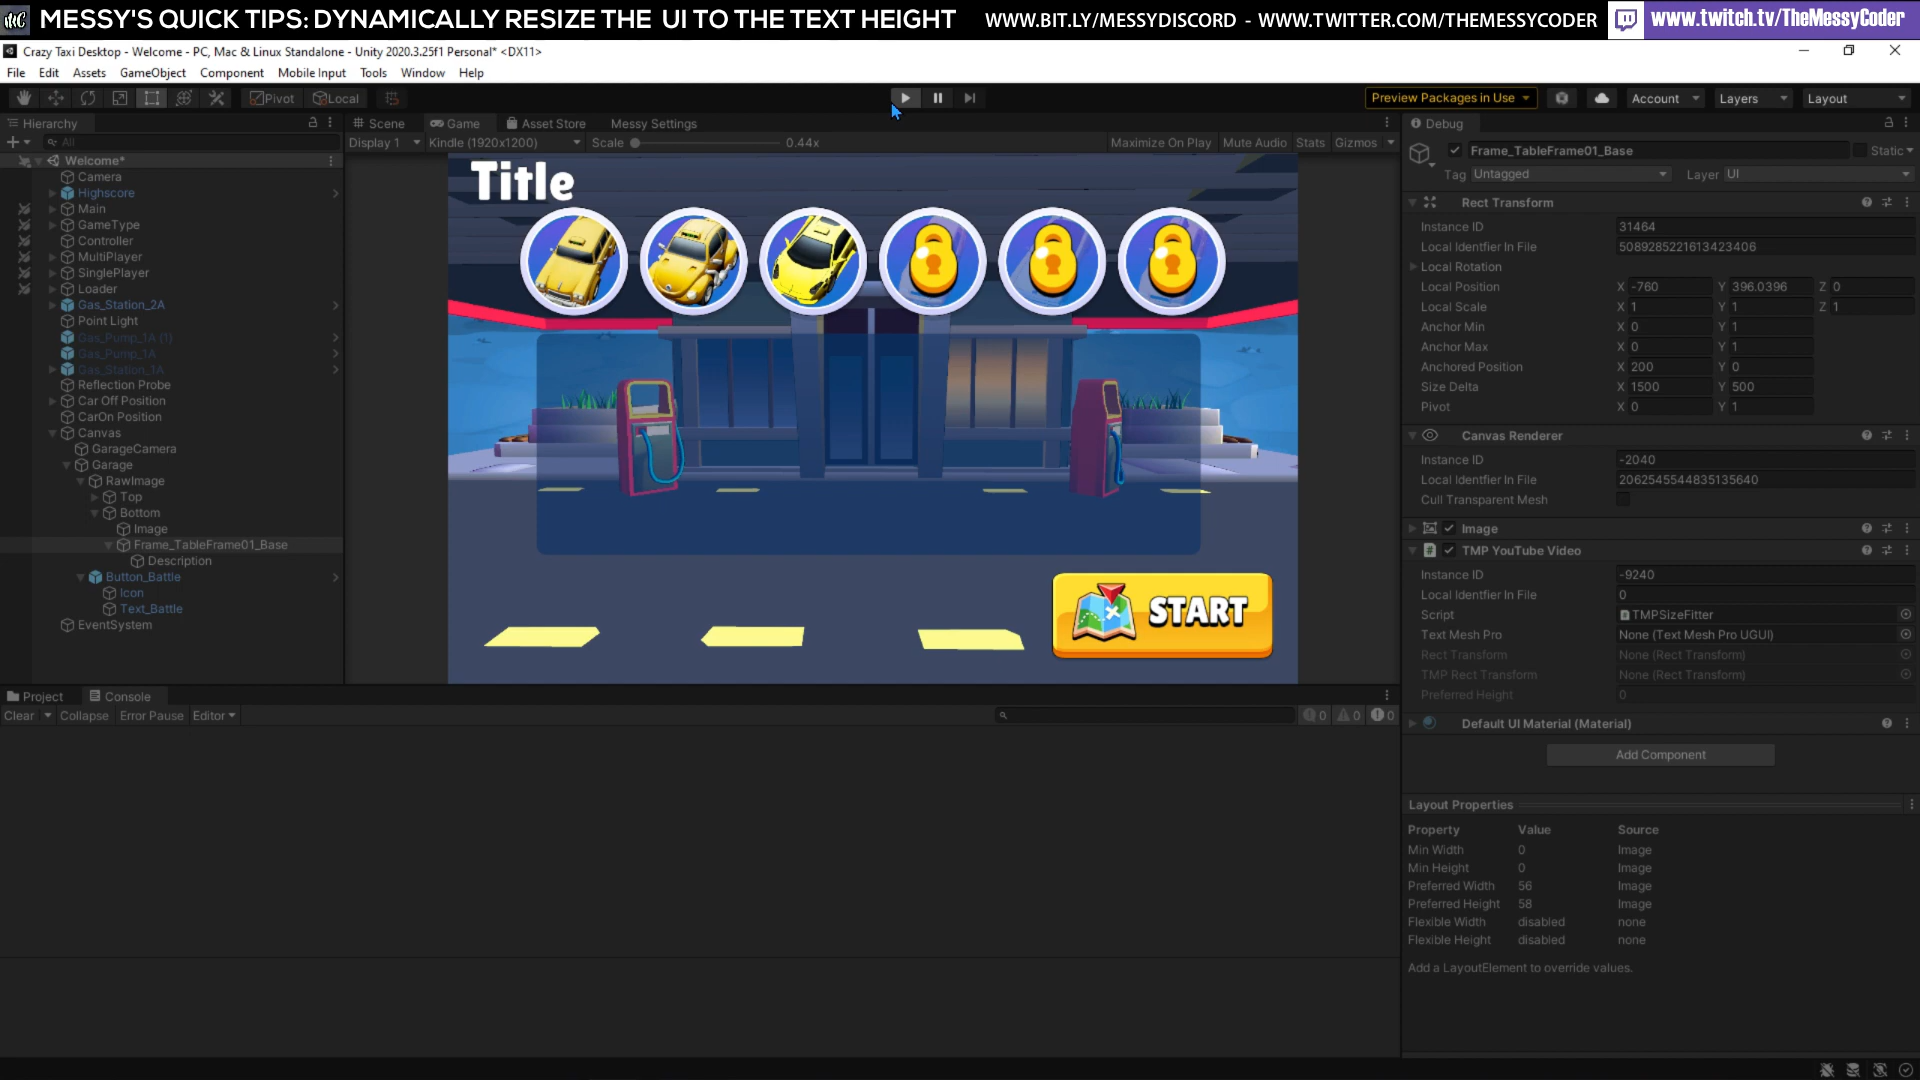 MESSY'S QUICK TIPS: DYNAMICALLY RESIZE THE UI TO THE TEXT HEIGHT WWW.BIT.LY/MESSYDISCORD - WWW.TWITTER.COM/THEMESSYCODER www.twitch.tv/TheMessyCoder
Crazy Taxi Desktop - Welcome - PC, Mac & Linux Standalone - Unity 2020.3.25f1 Personal* <DX11>
File Edit Assets GameObject Component Mobile Input Tools Window Help
Pivot Local Preview Packages in Use Account Layers Layout
Hierarchy Scene Game Asset Store Messy Settings Debug
All Display 1 Kindle (1920x1200) Scale 0.44x Maximize On Play Mute Audio Stats Gizmos
Welcome*
Camera
Highscore
Main
GameType
Controller
MultiPlayer
SinglePlayer
Loader
Gas_Station_2A
Point Light
Gas_Pump_1A (1)
Gas_Pump_1A
Gas_Station_1A
Reflection Probe
Car Off Position
CarOn Position
Canvas
GarageCamera
Garage
RawImage
Top
Bottom
Image
Frame_TableFrame01_Base
Description
Button_Battle
Icon
Text_Battle
EventSystem
Title
START
Frame_TableFrame01_Base Static
Tag Untagged Layer UI
Rect Transform
Instance ID 31464
Local Identfier In File 5089285221613423406
Local Rotation
Local Position X -760 Y 396.0396 Z 0
Local Scale X 1 Y 1 Z 1
Anchor Min X 0 Y 1
Anchor Max X 0 Y 1
Anchored Position X 200 Y 0
Size Delta X 1500 Y 500
Pivot X 0 Y 1
Canvas Renderer
Instance ID -2040
Local Identfier In File 2062545544835135640
Cull Transparent Mesh
Image
TMP YouTube Video
Instance ID -9240
Local Identfier In File 0
Script TMPSizeFitter
Text Mesh Pro None (Text Mesh Pro UGUI)
Rect Transform None (Rect Transform)
TMP Rect Transform None (Rect Transform)
Preferred Height 0
Default UI Material (Material)
Add Component
Layout Properties
Property Value Source
Min Width 0 Image
Min Height 0 Image
Preferred Width 56 Image
Preferred Height 58 Image
Flexible Width disabled none
Flexible Height disabled none
Add a LayoutElement to override values.
Project Console
Clear Collapse Error Pause Editor 0 0 0